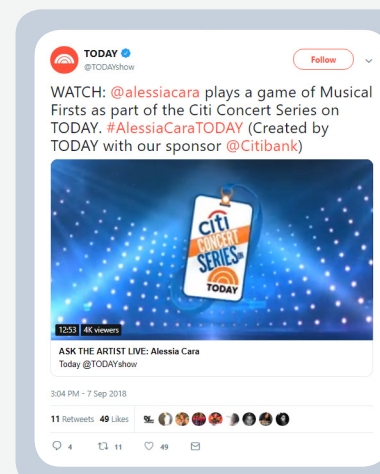 TODAY
@TODAYshow
Follow
WATCH: @alessiacara plays a game of Musical
Firsts as part of the Citi Concert Series on
TODAY. #AlessiaCaraTODAY (Created by
TODAY with our sponsor @Citibank)
citi
CONCERT
SERIES
ON
TODAY
12:53 4K viewers
ASK THE ARTIST LIVE: Alessia Cara
Today @TODAYshow
3:04 PM - 7 Sep 2018
11 Retweets 49 Likes
4 11 49